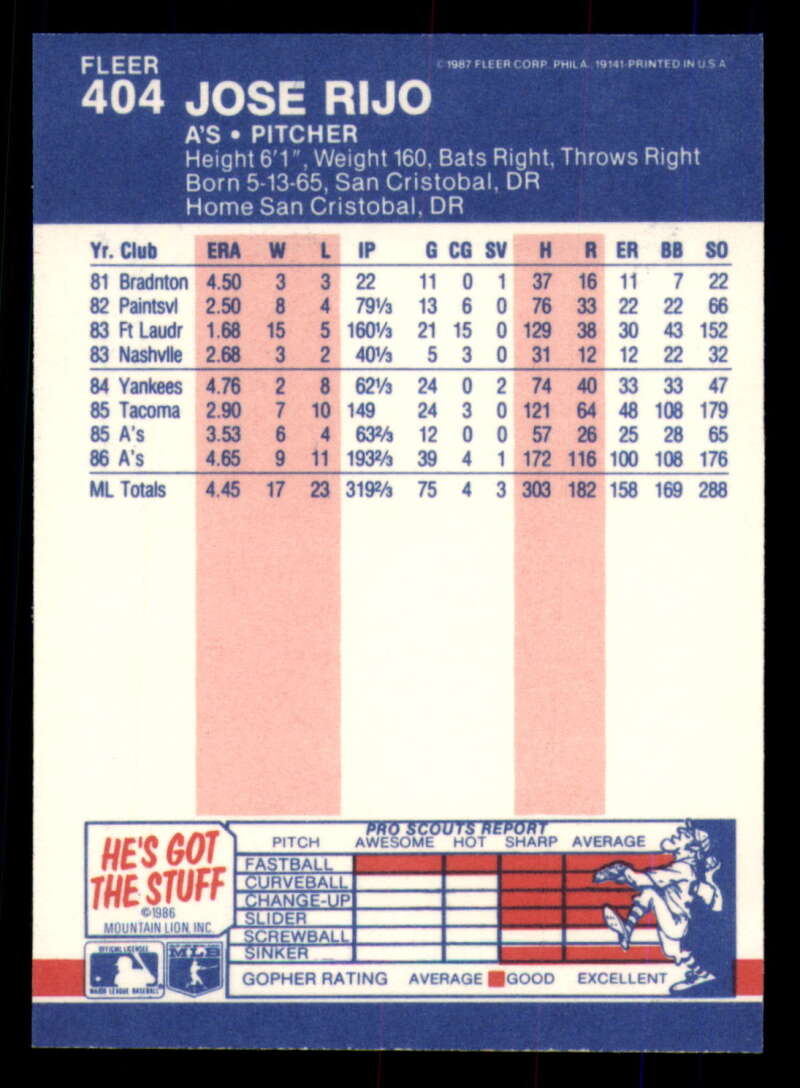 FLEER
404 JOSE RIJO
©1987 FLEER CORP. PHILA., 19141-PRINTED IN U.S.A
A'S • PITCHER
Height 6'1", Weight 160, Bats Right, Throws Right
Born 5-13-65, San Cristobal, DR
Home San Cristobal, DR
Yr. Club ERA W L IP G CG SV H R ER BB SO
81 Bradnton 4.50 3 3 22 11 0 1 37 16 11 7 22
82 Paintsvl 2.50 8 4 79⅓ 13 6 0 76 33 22 22 66
83 Ft Laudr 1.68 15 5 160⅓ 21 15 0 129 38 30 43 152
83 Nashvlle 2.68 3 2 40⅓ 5 3 0 31 12 12 22 32
84 Yankees 4.76 2 8 62⅓ 24 0 2 74 40 33 33 47
85 Tacoma 2.90 7 10 149 24 3 0 121 64 48 108 179
85 A's 3.53 6 4 63⅔ 12 0 0 57 26 25 28 65
86 A's 4.65 9 11 193⅔ 39 4 1 172 116 100 108 176
ML Totals 4.45 17 23 319⅔ 75 4 3 303 182 158 169 288
HE'S GOT
THE STUFF
©1986
MOUNTAIN LION, INC.
OFFICIAL LICENSEE
MAJOR LEAGUE BASEBALL
MLB
PRO SCOUTS REPORT
PITCH AWESOME HOT SHARP AVERAGE
FASTBALL
CURVEBALL
CHANGE-UP
SLIDER
SCREWBALL
SINKER
GOPHER RATING AVERAGE GOOD EXCELLENT